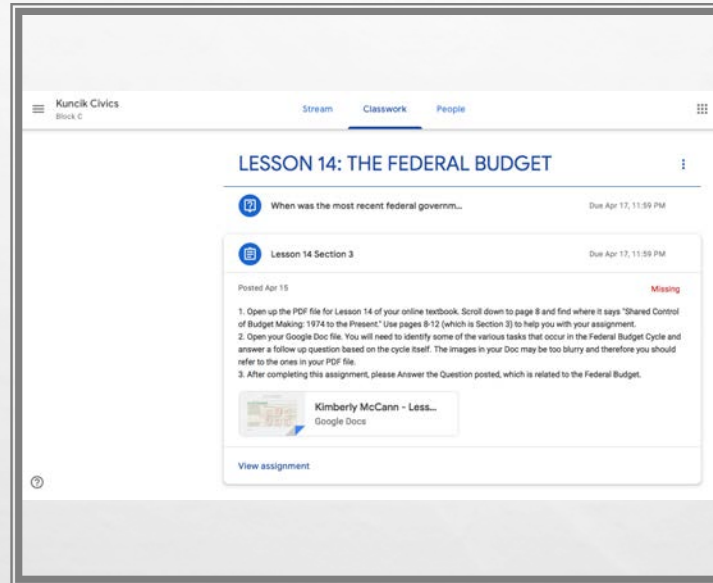 Kuncik Civics
Block C
Stream Classwork People
LESSON 14: THE FEDERAL BUDGET
When was the most recent federal governm... Due Apr 17, 11:59 PM
Lesson 14 Section 3 Due Apr 17, 11:59 PM
Posted Apr 15 Missing
1. Open up the PDF file for Lesson 14 of your online textbook. Scroll down to page 8 and find where it says "Shared Control
of Budget Making: 1974 to the Present." Use pages 8-12 (which is Section 3) to help you with your assignment.
2. Open your Google Doc file. You will need to identify some of the various tasks that occur in the Federal Budget Cycle and
answer a follow up question based on the cycle itself. The images in your Doc may be too blurry and therefore you should
refer to the ones in your PDF file.
3. After completing this assignment, please Answer the Question posted, which is related to the Federal Budget.
Kimberly McCann - Less...
Google Docs
View assignment